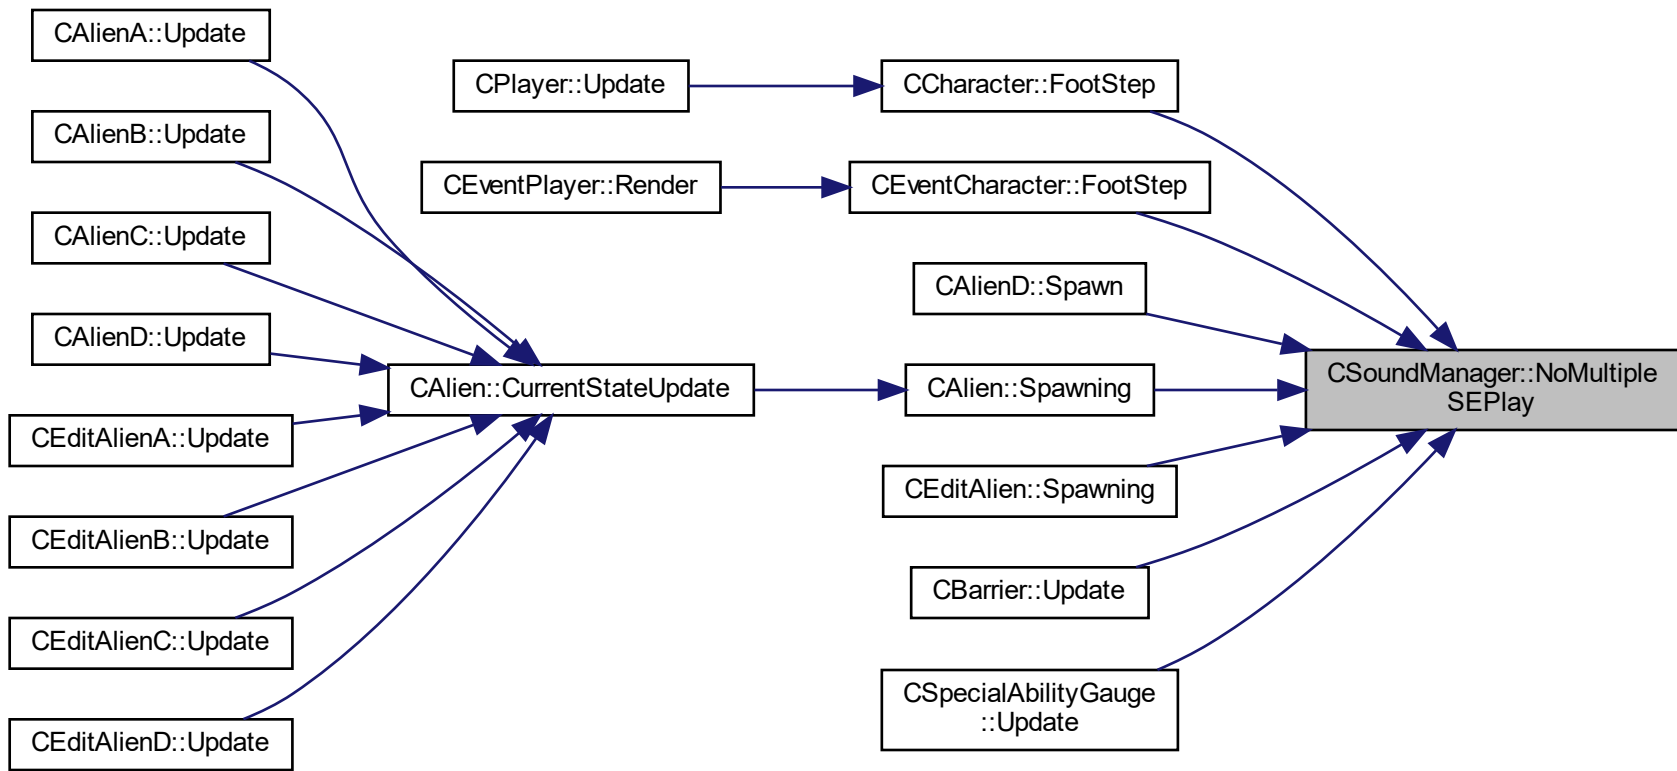 CAlienA::Update
CAlienB::Update
CAlienC::Update
CAlienD::Update
CEditAlienA::Update
CEditAlienB::Update
CEditAlienC::Update
CEditAlienD::Update
CPlayer::Update
CEventPlayer::Render
CAlien::CurrentStateUpdate
CCharacter::FootStep
CEventCharacter::FootStep
CAlienD::Spawn
CAlien::Spawning
CEditAlien::Spawning
CBarrier::Update
CSpecialAbilityGauge
::Update
CSoundManager::NoMultiple
SEPlay